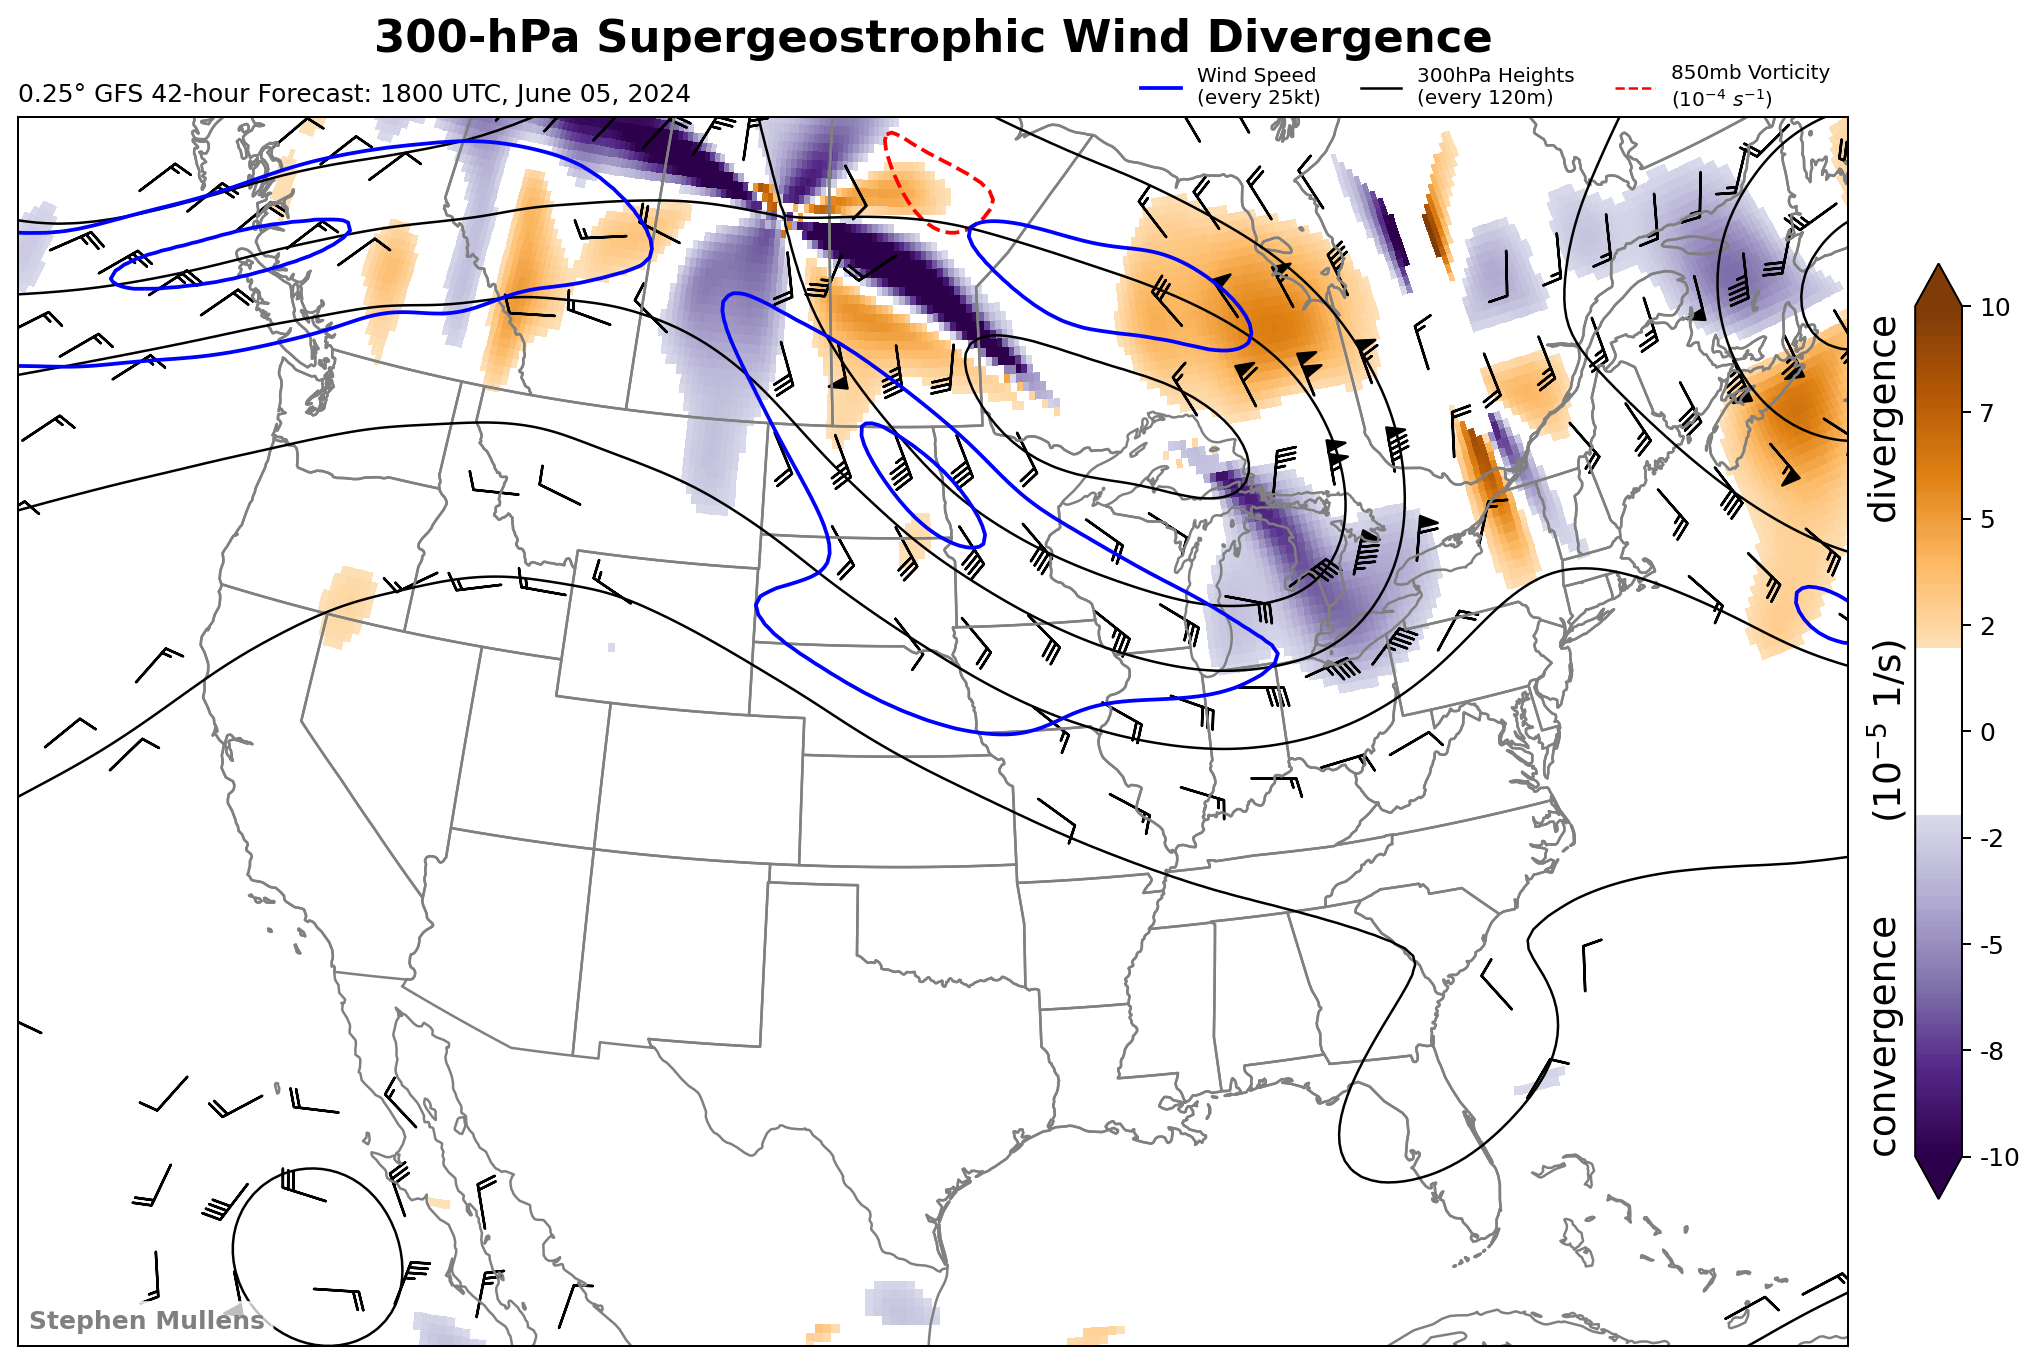 300-hPa Supergeostrophic Wind Divergence
0.25° GFS 42-hour Forecast: 1800 UTC, June 05, 2024
Wind Speed
(every 25kt)
300hPa Heights
(every 120m)
850mb Vorticity
(10⁻⁴ s⁻¹)
10
7
5
2
0
-2
-5
-8
-10
convergence (10⁻⁵ 1/s) divergence
Stephen Mullens